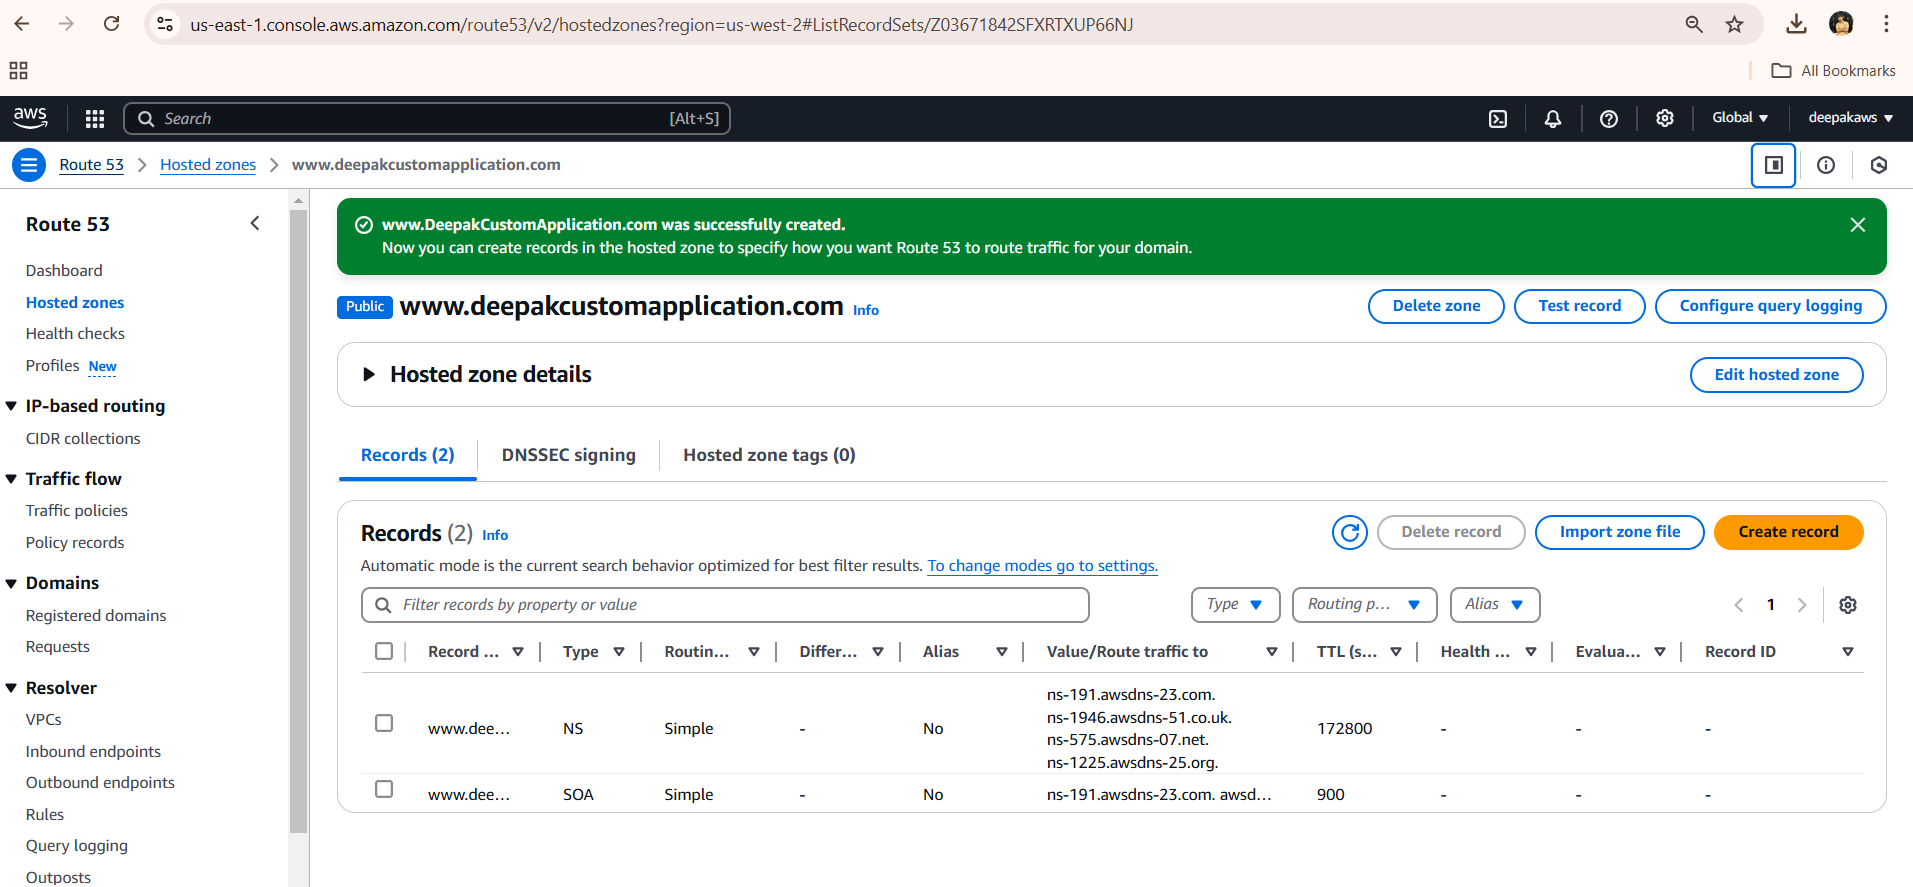 us-east-1.console.aws.amazon.com/route53/v2/hostedzones?region=us-west-2#ListRecordSets/Z03671842SFXRTXUP66NJ
All Bookmarks
aws
Search [Alt+S]
Global
deepakaws
Route 53 > Hosted zones > www.deepakcustomapplication.com
Route 53
Dashboard
Hosted zones
Health checks
Profiles New
IP-based routing
CIDR collections
Traffic flow
Traffic policies
Policy records
Domains
Registered domains
Requests
Resolver
VPCs
Inbound endpoints
Outbound endpoints
Rules
Query logging
Outposts
www.DeepakCustomApplication.com was successfully created.
Now you can create records in the hosted zone to specify how you want Route 53 to route traffic for your domain.
Public www.deepakcustomapplication.com Info
Delete zone
Test record
Configure query logging
Hosted zone details
Edit hosted zone
Records (2)
DNSSEC signing
Hosted zone tags (0)
Records (2) Info
Delete record
Import zone file
Create record
Automatic mode is the current search behavior optimized for best filter results. To change modes go to settings.
Filter records by property or value
Type
Routing p...
Alias
1
Record ... Type Routin... Differ... Alias Value/Route traffic to TTL (s... Health ... Evalua... Record ID
ns-191.awsdns-23.com.
ns-1946.awsdns-51.co.uk.
www.dee... NS Simple - No 172800 - - -
ns-575.awsdns-07.net.
ns-1225.awsdns-25.org.
www.dee... SOA Simple - No ns-191.awsdns-23.com. awsd... 900 - - -